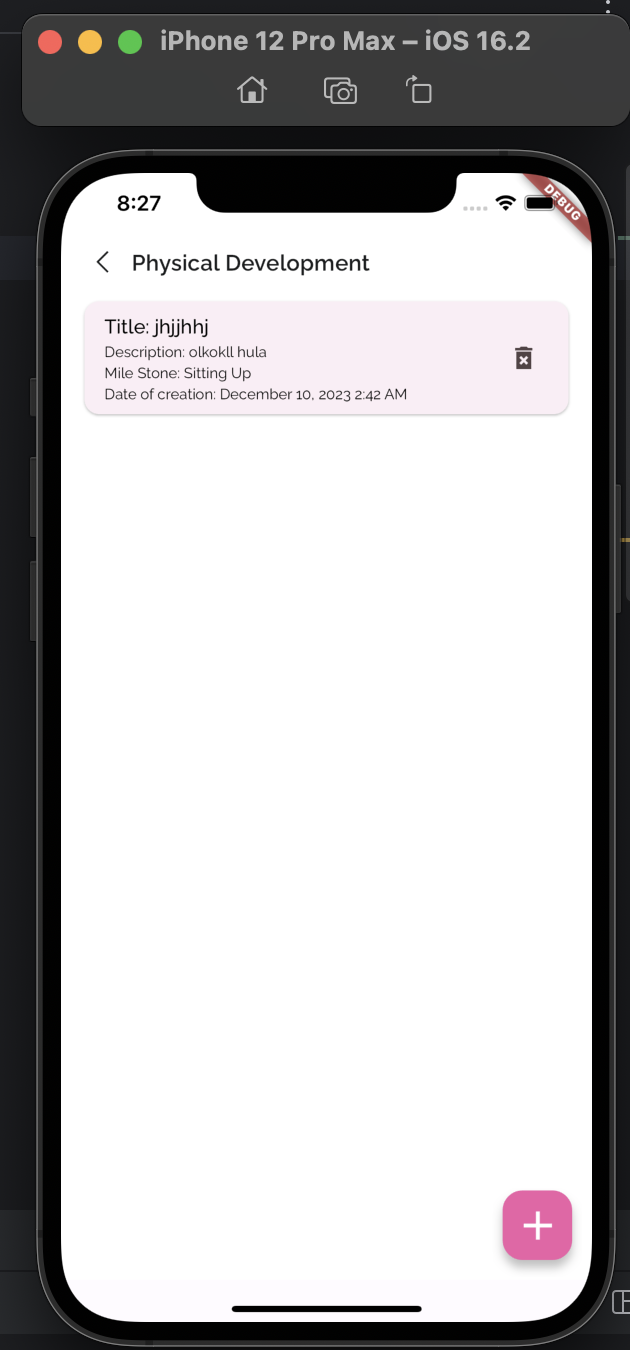 iPhone 12 Pro Max – iOS 16.2
8:27
DEBUG
Physical Development
Title: jhjjhhj
Description: olkokll hula
Mile Stone: Sitting Up
Date of creation: December 10, 2023 2:42 AM